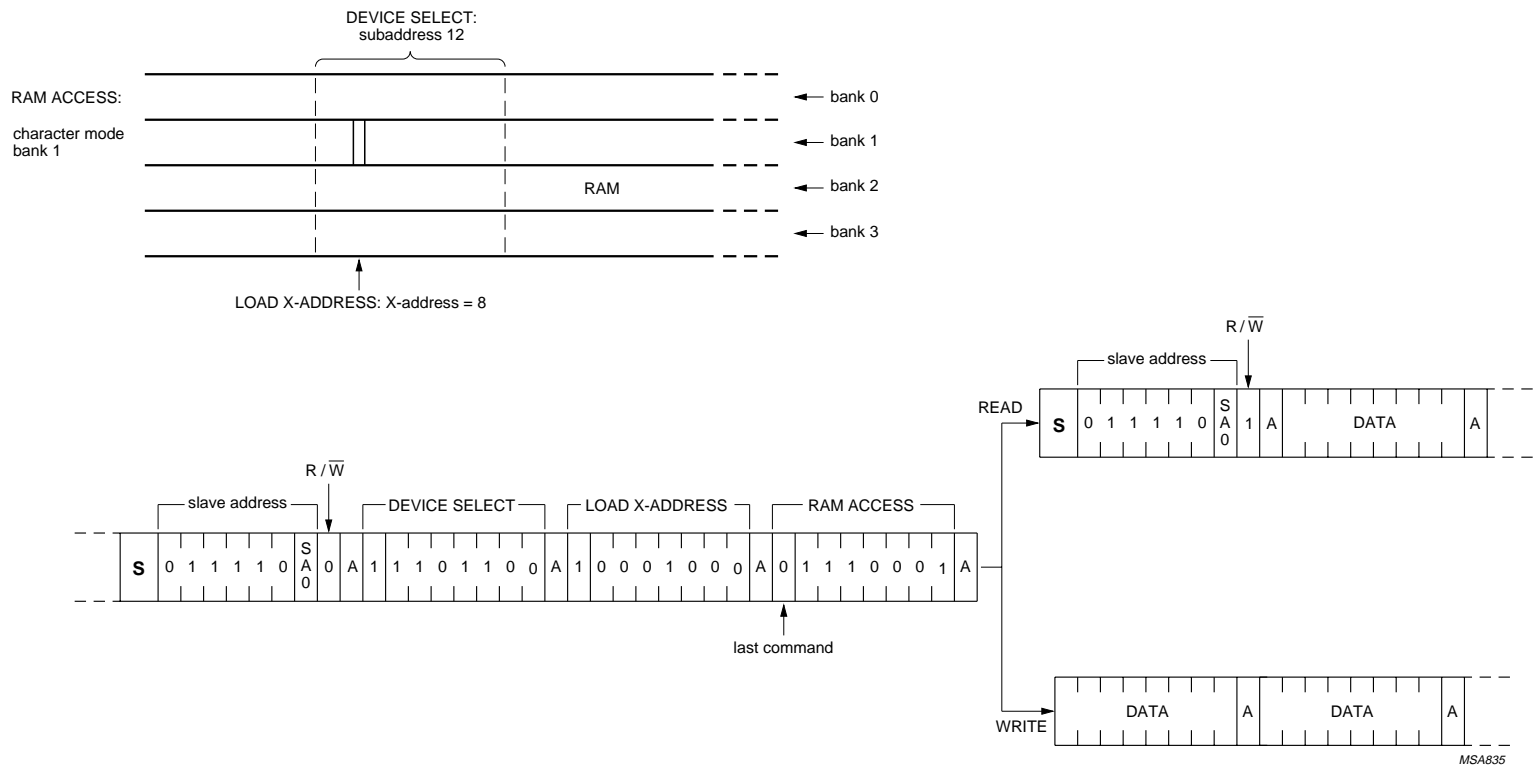 DEVICE SELECT:
subaddress 12
RAM ACCESS:
character mode
bank 1
bank 0
bank 1
RAM
bank 2
bank 3
LOAD X-ADDRESS: X-address = 8
R / W
slave address
READ
S 0 1 1 1 1 0 SA0 1 A DATA A
R / W
slave address DEVICE SELECT LOAD X-ADDRESS RAM ACCESS
S 0 1 1 1 1 0 SA0 0 A 1 1 1 0 1 1 0 0 A 1 0 0 0 1 0 0 0 A 0 1 1 1 0 0 0 1 A
last command
WRITE
DATA A DATA A
MSA835